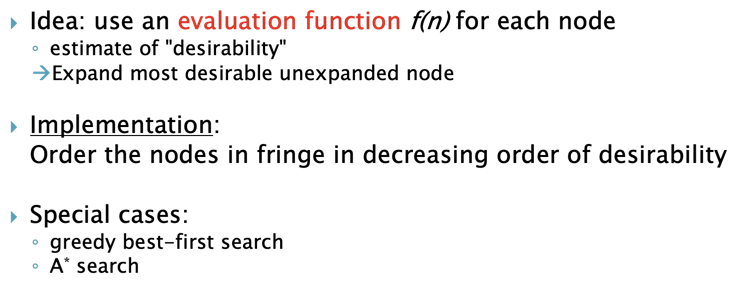 Idea: use an evaluation function f(n) for each node
estimate of "desirability"
→Expand most desirable unexpanded node
Implementation:
Order the nodes in fringe in decreasing order of desirability
Special cases:
greedy best-first search
A* search